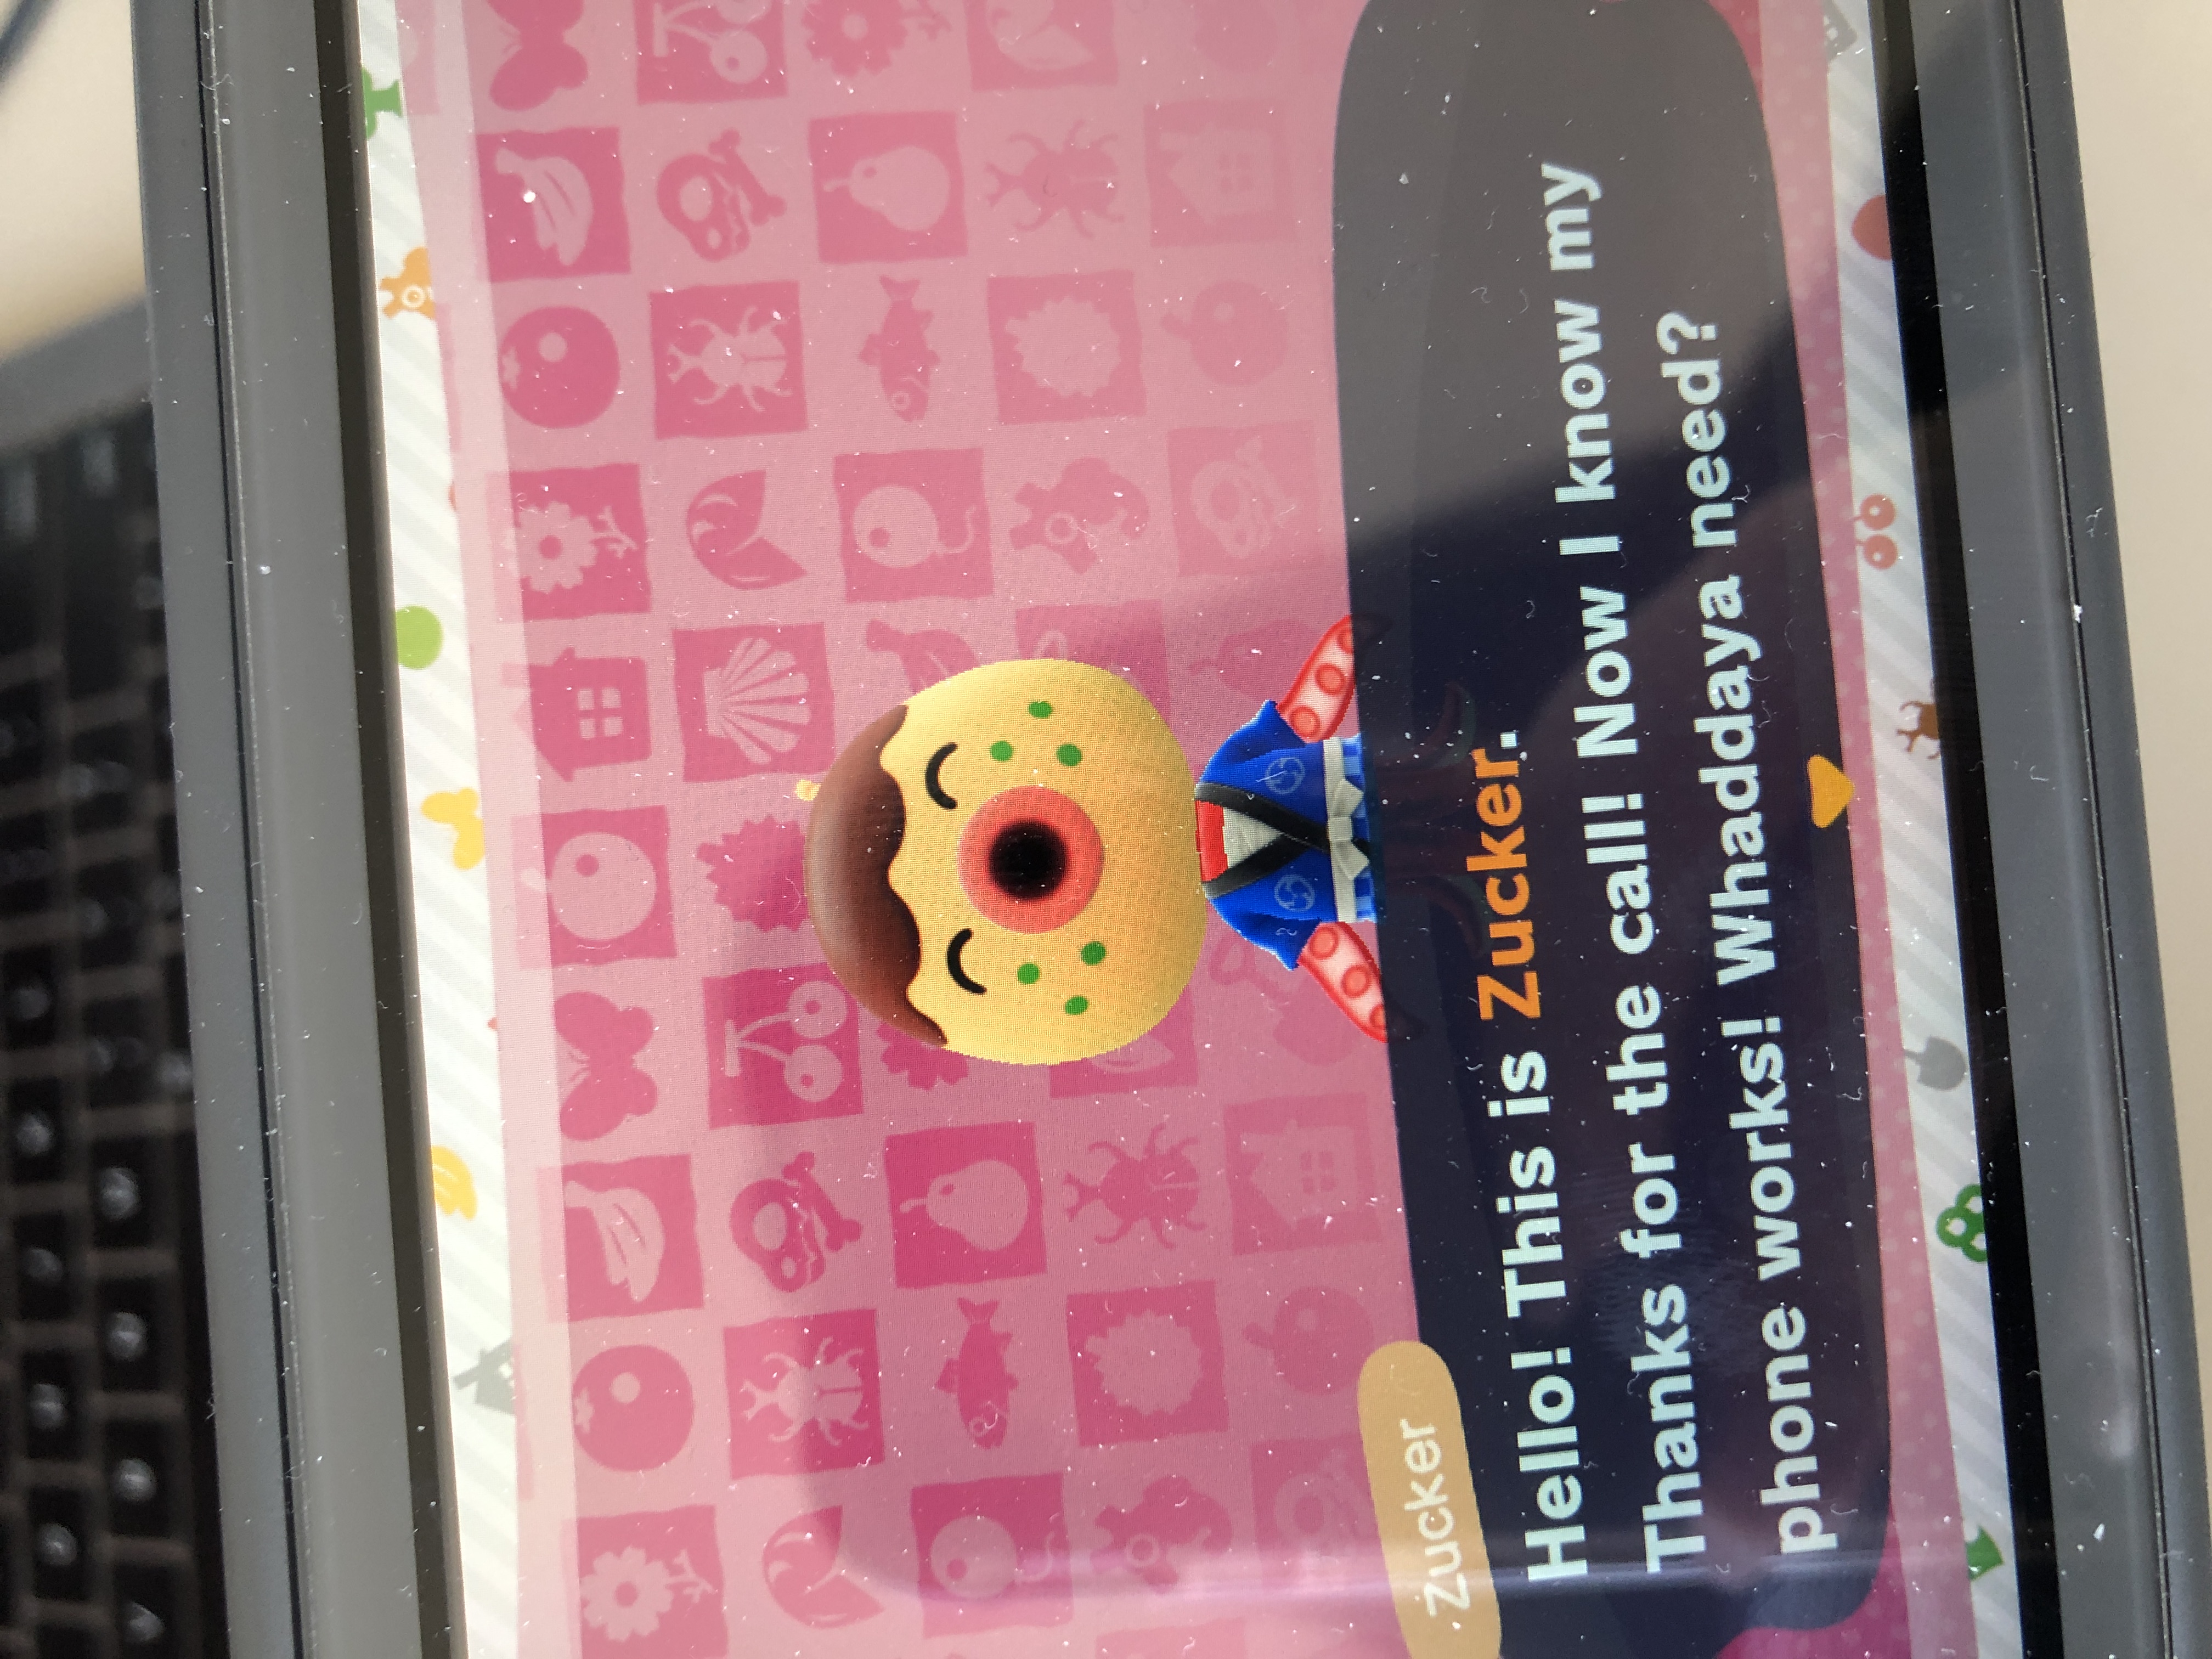 Zucker
Hello! This is Zucker.
Thanks for the call! Now I know my
phone works! Whaddaya need?